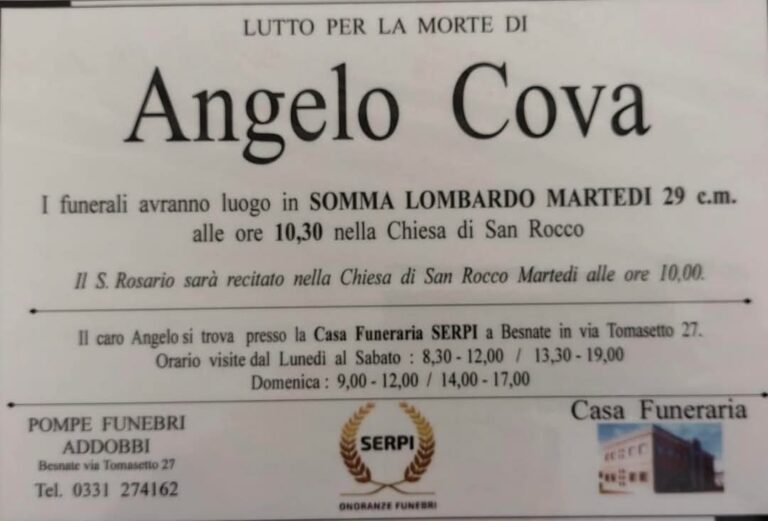 LUTTO PER LA MORTE DI
Angelo Cova
I funerali avranno luogo in SOMMA LOMBARDO MARTEDI 29 c.m.
alle ore 10,30 nella Chiesa di San Rocco
Il S. Rosario sarà recitato nella Chiesa di San Rocco Martedi alle ore 10,00.
Il caro Angelo si trova presso la Casa Funeraria SERPI a Besnate in via Tomasetto 27.
Orario visite dal Lunedì al Sabato : 8,30 - 12,00 / 13,30 - 19,00
Domenica : 9,00 - 12,00 / 14,00 - 17,00
POMPE FUNEBRI
ADDOBBI
Besnate via Tomasetto 27
Tel. 0331 274162
SERPI
ONORANZE FUNEBRI
Casa Funeraria